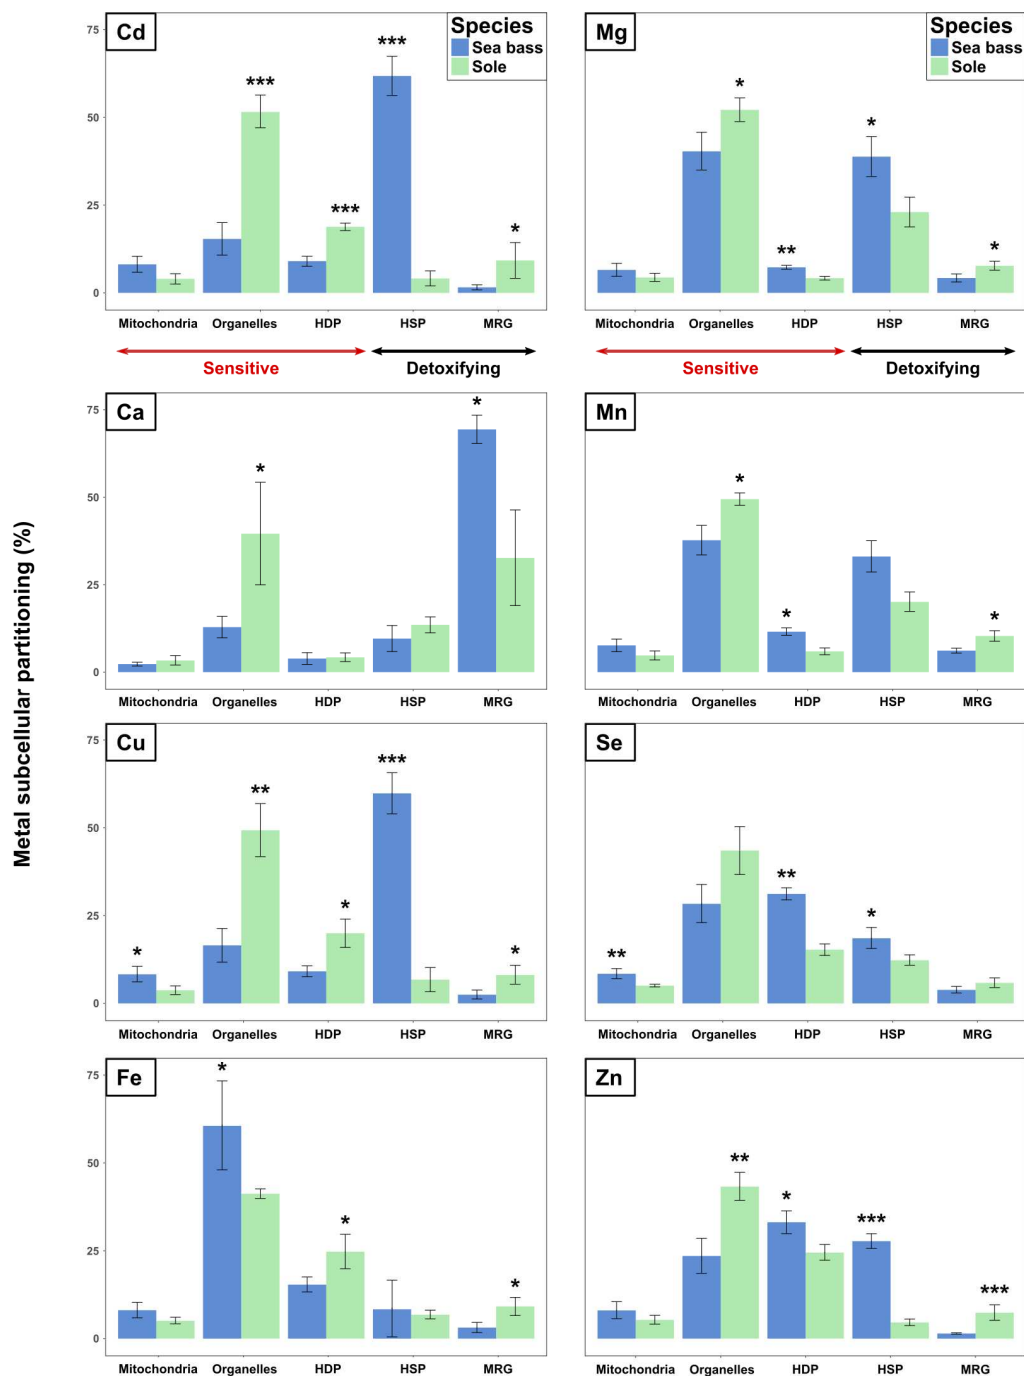 Metal subcellular partitioning (%)
Cd
Species
Sea bass
Sole
75
50
25
0
***
***
***
*
Mitochondria Organelles HDP HSP MRG
Sensitive Detoxifying
Mg
Species
Sea bass
Sole
*
**
*
*
Mitochondria Organelles HDP HSP MRG
Sensitive Detoxifying
Ca
75
50
25
0
*
*
Mitochondria Organelles HDP HSP MRG
Mn
*
*
*
Mitochondria Organelles HDP HSP MRG
Cu
75
50
25
0
*
**
*
***
*
Mitochondria Organelles HDP HSP MRG
Se
**
**
*
Mitochondria Organelles HDP HSP MRG
Fe
75
50
25
0
*
*
*
Mitochondria Organelles HDP HSP MRG
Zn
**
*
***
***
Mitochondria Organelles HDP HSP MRG